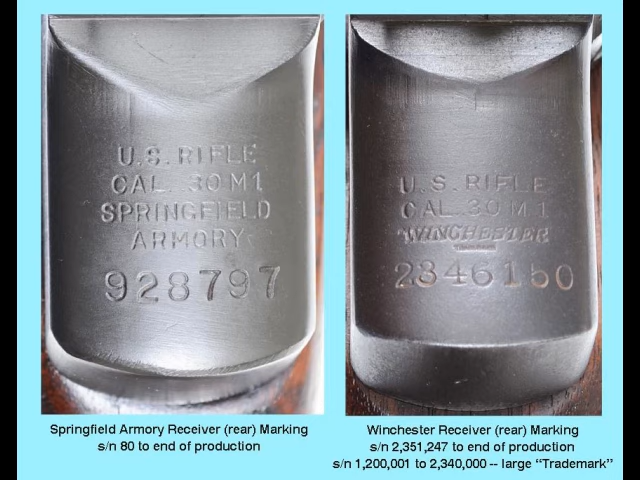 U.S. RIFLE
CAL. 30 M1
SPRINGFIELD
ARMORY
928797
U.S. RIFLE
CAL. 30 M 1
WINCHESTER
2346150
Springfield Armory Receiver (rear) Marking
s/n 80 to end of production
Winchester Receiver (rear) Marking
s/n 2,351,247 to end of production
s/n 1,200,001 to 2,340,000 -- large “Trademark”